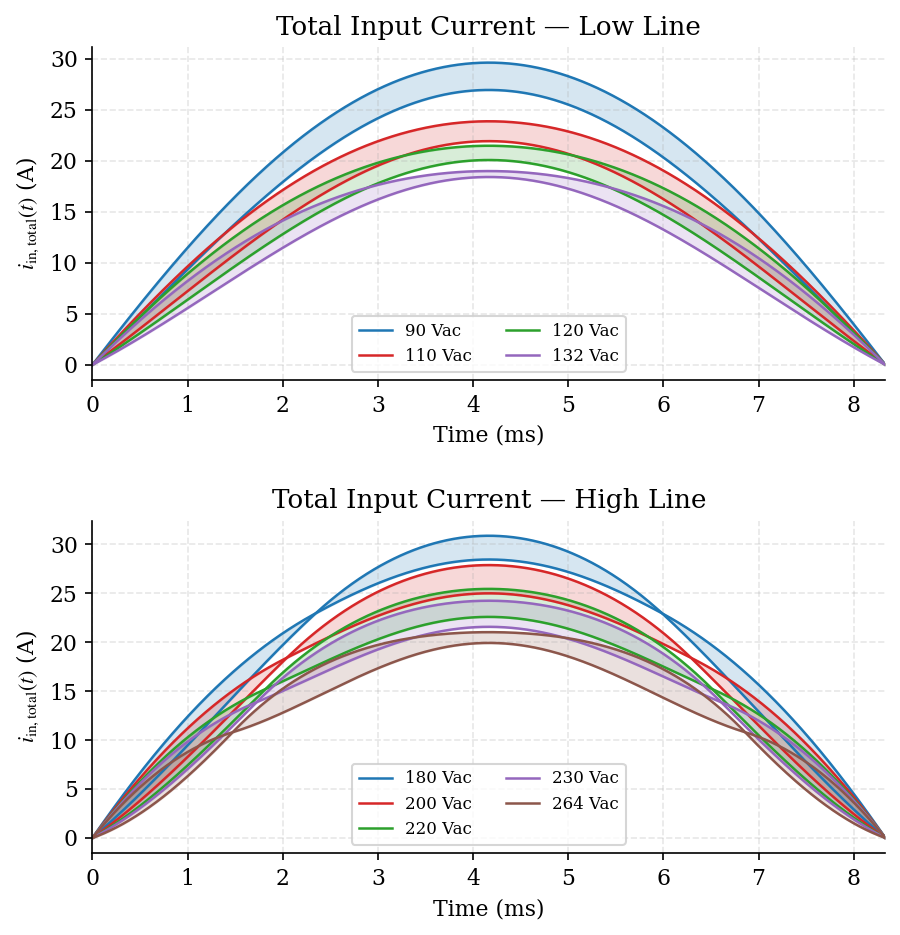 Total Input Current — Low Line
30
25
20
15
10
5
0
i_in, total(t) (A)
90 Vac 120 Vac
110 Vac 132 Vac
0 1 2 3 4 5 6 7 8
Time (ms)
Total Input Current — High Line
30
25
20
15
10
5
0
i_in, total(t) (A)
180 Vac 230 Vac
200 Vac 264 Vac
220 Vac
0 1 2 3 4 5 6 7 8
Time (ms)